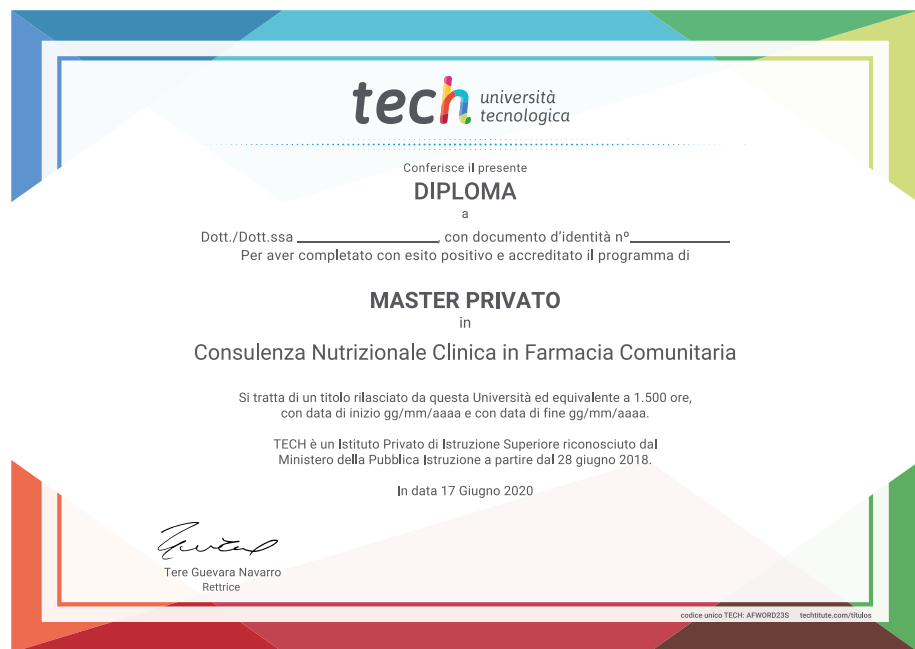 tech università
tecnologica
Conferisce il presente
DIPLOMA
a
Dott./Dott.ssa ____________________, con documento d'identità nº______________
Per aver completato con esito positivo e accreditato il programma di
MASTER PRIVATO
in
Consulenza Nutrizionale Clinica in Farmacia Comunitaria
Si tratta di un titolo rilasciato da questa Università ed equivalente a 1.500 ore,
con data di inizio gg/mm/aaaa e con data di fine gg/mm/aaaa.
TECH è un Istituto Privato di Istruzione Superiore riconosciuto dal
Ministero della Pubblica Istruzione a partire dal 28 giugno 2018.
In data 17 Giugno 2020
Tere Guevara Navarro
Rettrice
codice unico TECH: AFWORD23S techtitute.com/titulos